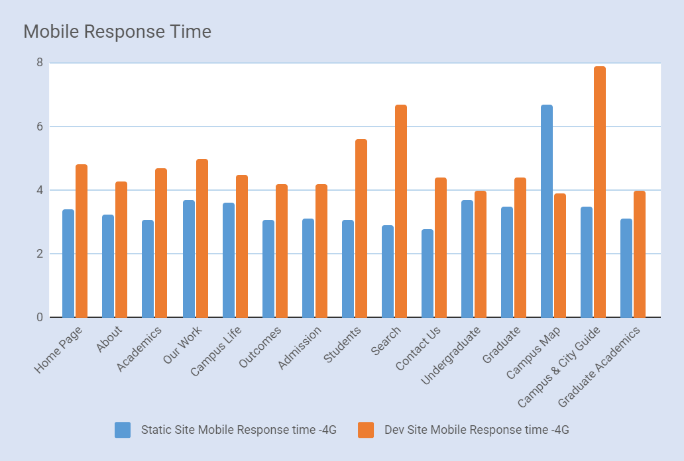 Mobile Response Time
8
6
4
2
0
Home Page
About
Academics
Our Work
Campus Life
Outcomes
Admission
Students
Search
Contact Us
Undergraduate
Graduate
Campus Map
Campus & City Guide
Graduate Academics
Static Site Mobile Response time -4G
Dev Site Mobile Response time -4G